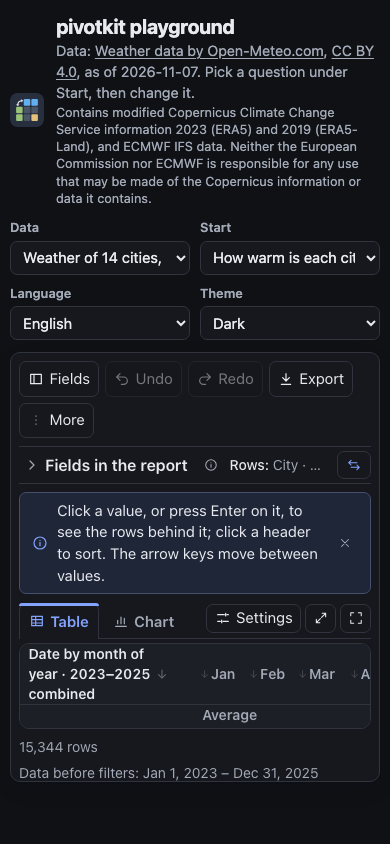 pivotkit playground
Data: Weather data by Open-Meteo.com, CC BY
4.0, as of 2026-11-07. Pick a question under
Start, then change it.
Contains modified Copernicus Climate Change
Service information 2023 (ERA5) and 2019 (ERA5-
Land), and ECMWF IFS data. Neither the European
Commission nor ECMWF is responsible for any use
that may be made of the Copernicus information or
data it contains.
Data Start
Weather of 14 cities, How warm is each cit
Language Theme
English Dark
Fields Undo Redo Export
More
Fields in the report Rows: City · ...
Click a value, or press Enter on it, to
see the rows behind it; click a header
to sort. The arrow keys move between
values.
Table Chart Settings
Date by month of
year · 2023–2025 ↓ ↓ Jan ↓ Feb ↓ Mar ↓ A
combined
Average
15,344 rows
Data before filters: Jan 1, 2023 – Dec 31, 2025